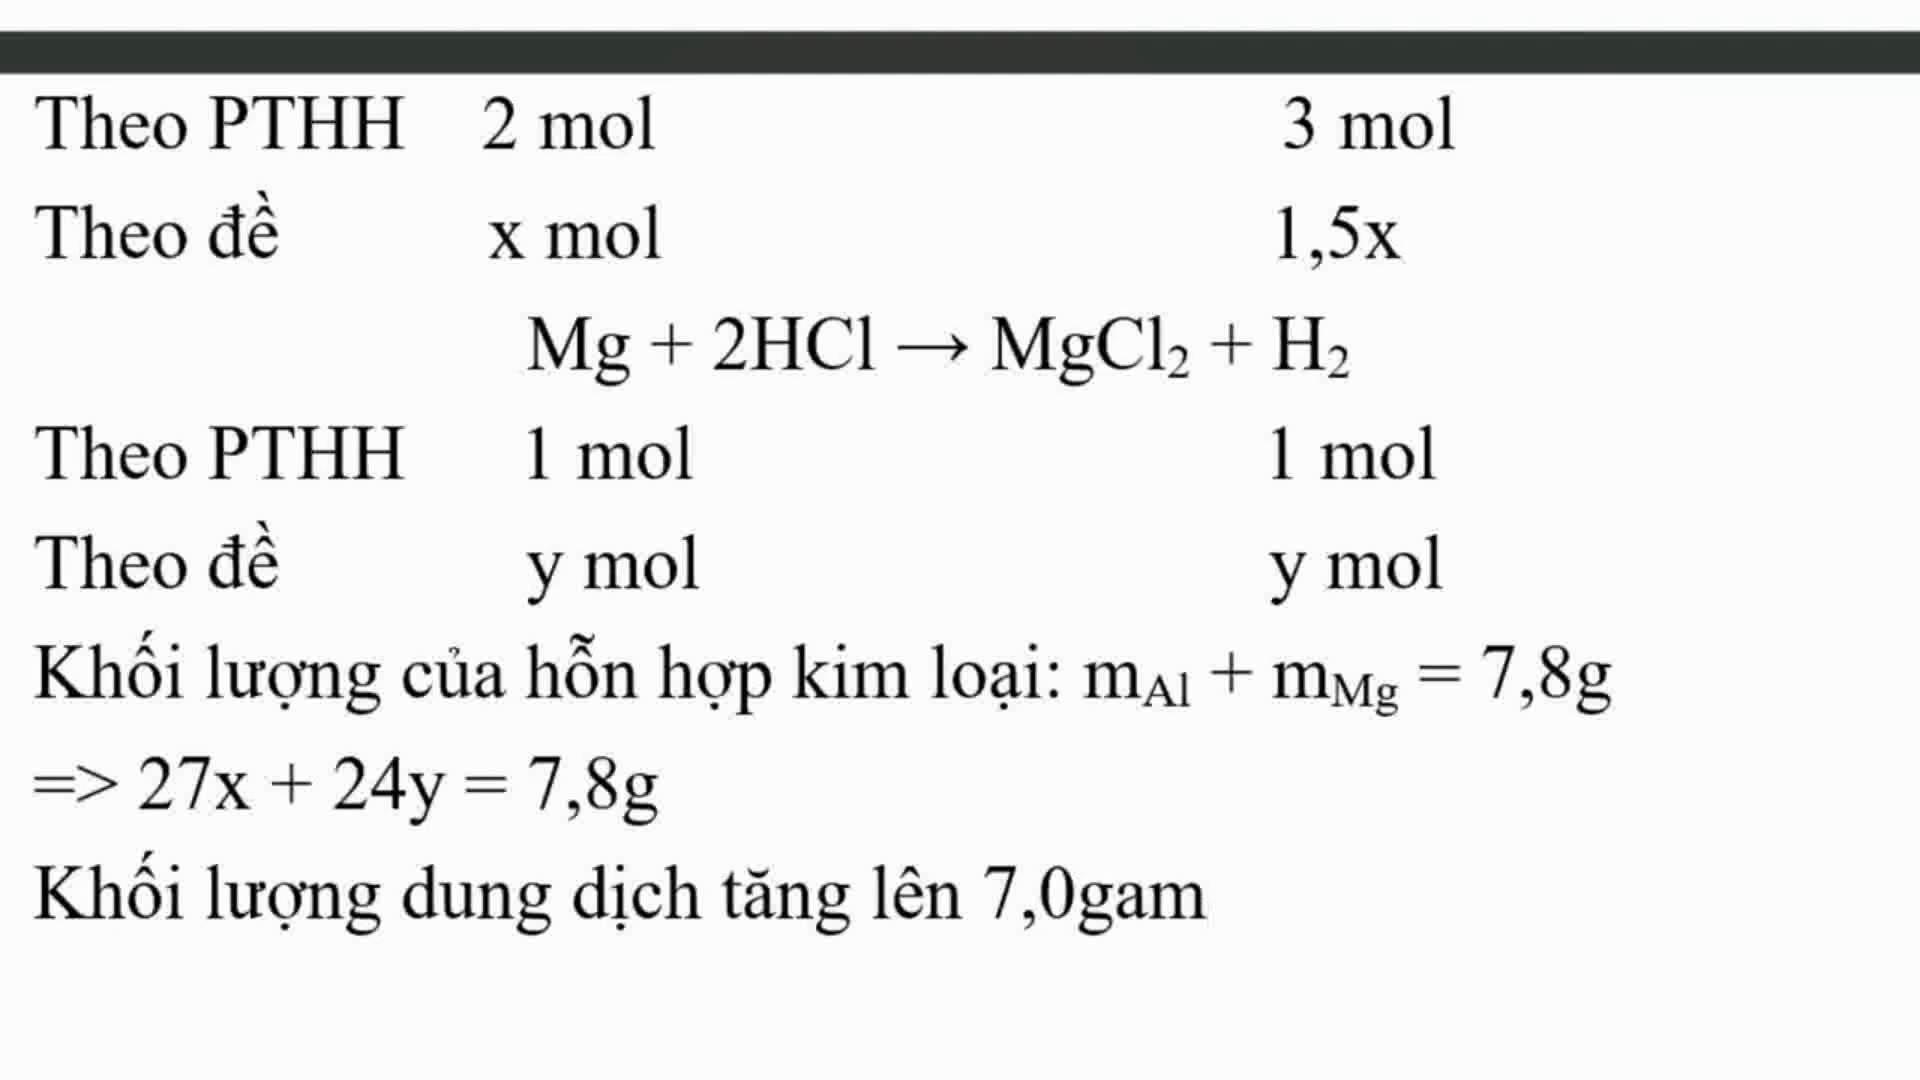 Theo PTHH 2 mol 3 mol
Theo đề x mol 1,5x
Mg + 2HCl → MgCl₂ + H₂
Theo PTHH 1 mol 1 mol
Theo đề y mol y mol
Khối lượng của hỗn hợp kim loại: mAl + mMg = 7,8g
=> 27x + 24y = 7,8g
Khối lượng dung dịch tăng lên 7,0gam